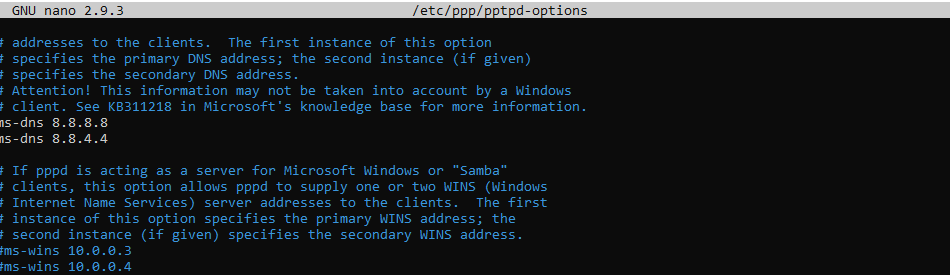 GNU nano 2.9.3 /etc/ppp/pptpd-options
# addresses to the clients.  The first instance of this option
# specifies the primary DNS address; the second instance (if given)
# specifies the secondary DNS address.
# Attention! This information may not be taken into account by a Windows
# client. See KB311218 in Microsoft's knowledge base for more information.
ms-dns 8.8.8.8
ms-dns 8.8.4.4
# If pppd is acting as a server for Microsoft Windows or "Samba"
# clients, this option allows pppd to supply one or two WINS (Windows
# Internet Name Services) server addresses to the clients.  The first
# instance of this option specifies the primary WINS address; the
# second instance (if given) specifies the secondary WINS address.
#ms-wins 10.0.0.3
#ms-wins 10.0.0.4